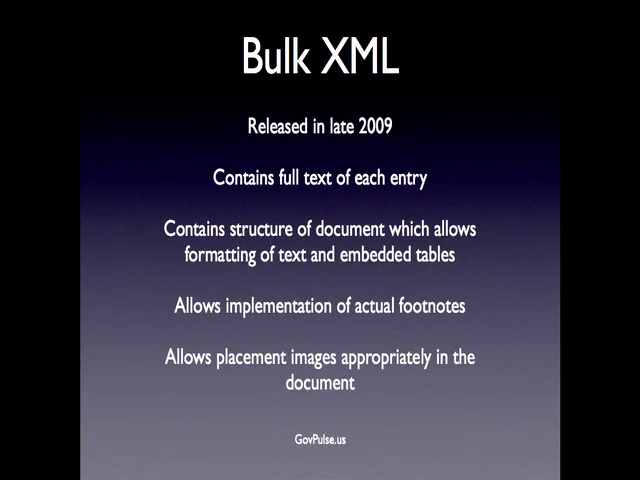 Bulk XML
Released in late 2009
Contains full text of each entry
Contains structure of document which allows
formatting of text and embedded tables
Allows implementation of actual footnotes
Allows placement images appropriately in the
document
GovPulse.us